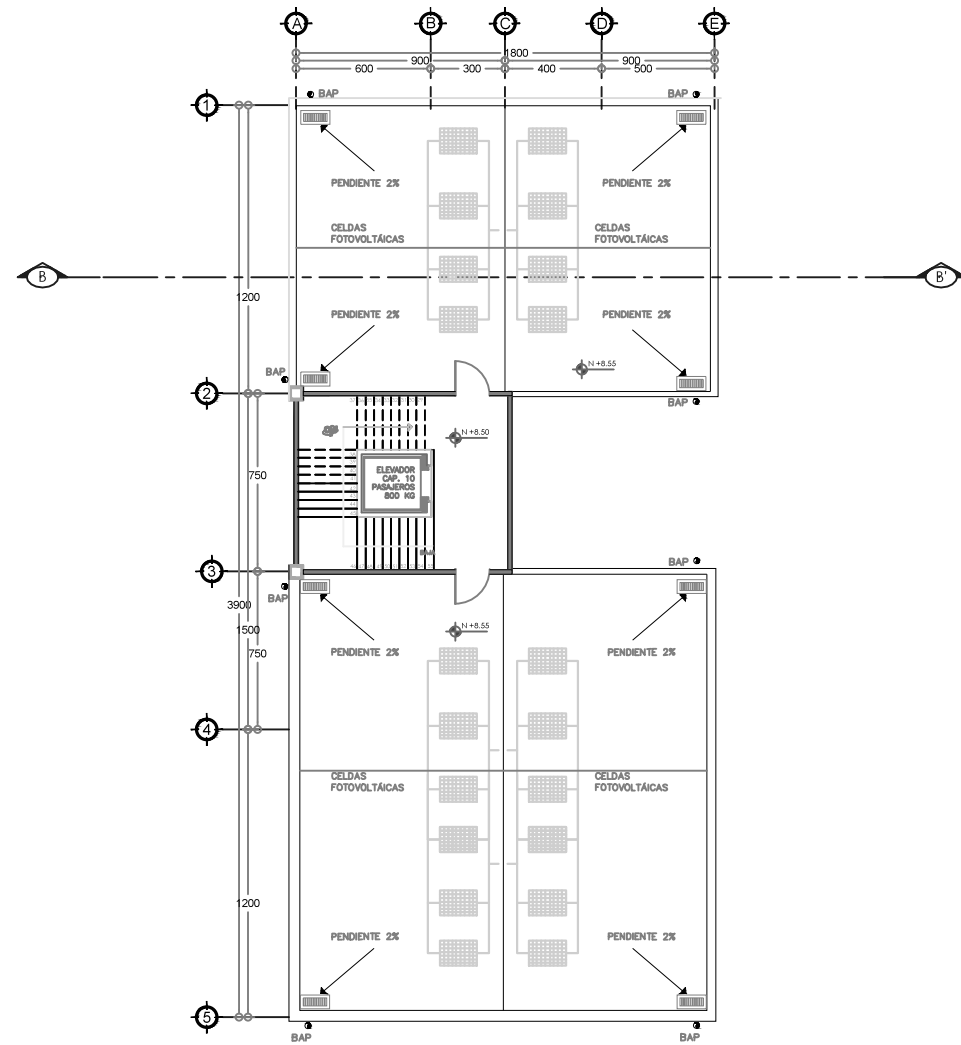 A B C D E
1800
900 900
600 300 400 500
BAP BAP
1
PENDIENTE 2% PENDIENTE 2%
CELDAS
FOTOVOLTÁICAS
CELDAS
FOTOVOLTÁICAS
B B'
1200
PENDIENTE 2% PENDIENTE 2%
N +8.55
BAP
2
BAP
N +8.50
ELEVADOR
CAP. 10
PASAJEROS
800 KG
750
BAP
3
BAP
3900
1500
750
N +8.55
PENDIENTE 2% PENDIENTE 2%
4
CELDAS
FOTOVOLTÁICAS
CELDAS
FOTOVOLTÁICAS
1200
PENDIENTE 2% PENDIENTE 2%
5
BAP BAP